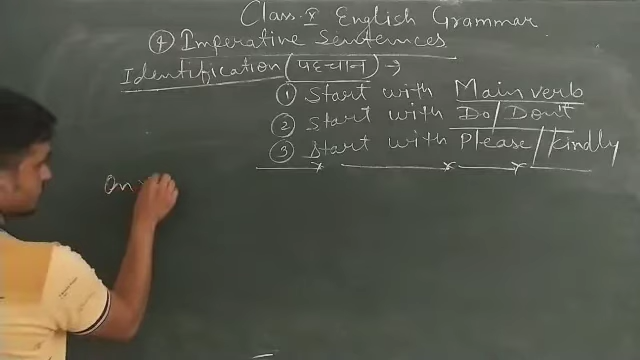 Class. X English Grammar
④ Imperative Sentences
Identification (पहचान) →
① Start with Main verb
② Start with Do/Don't
③ Start with Please/kindly
On